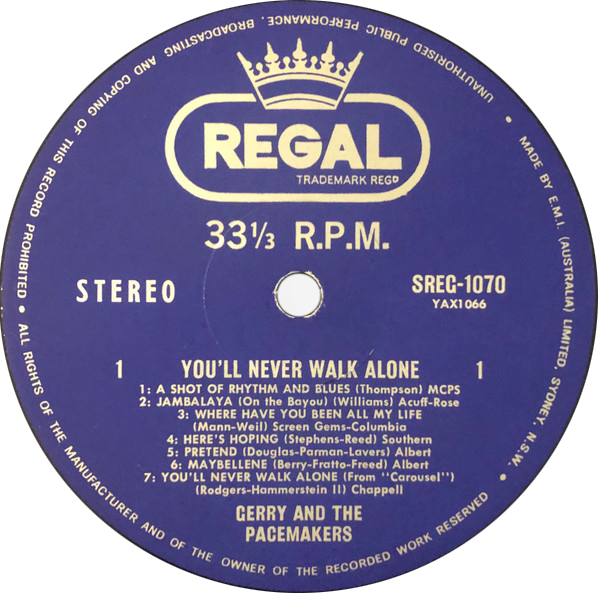 REGAL
TRADEMARK REGD
33⅓ R.P.M.
STEREO
SREG-1070
YAX1066
1 YOU'LL NEVER WALK ALONE 1
1: A SHOT OF RHYTHM AND BLUES (Thompson) MCPS
2: JAMBALAYA (On the Bayou) (Williams) Acuff-Rose
3: WHERE HAVE YOU BEEN ALL MY LIFE
(Mann-Weil) Screen Gems-Columbia
4: HERE'S HOPING (Stephens-Reed) Southern
5: PRETEND (Douglas-Parman-Lavers) Albert
6: MAYBELLENE (Berry-Fratto-Freed) Albert
7: YOU'LL NEVER WALK ALONE (From "Carousel")
(Rodgers-Hammerstein II) Chappell
GERRY AND THE
PACEMAKERS
MADE BY E.M.I. (AUSTRALIA) LIMITED, SYDNEY, N.S.W. • ALL RIGHTS OF THE MANUFACTURER AND OF THE OWNER OF THE RECORDED WORK RESERVED • UNAUTHORISED PUBLIC PERFORMANCE, BROADCASTING AND COPYING OF THIS RECORD PROHIBITED •